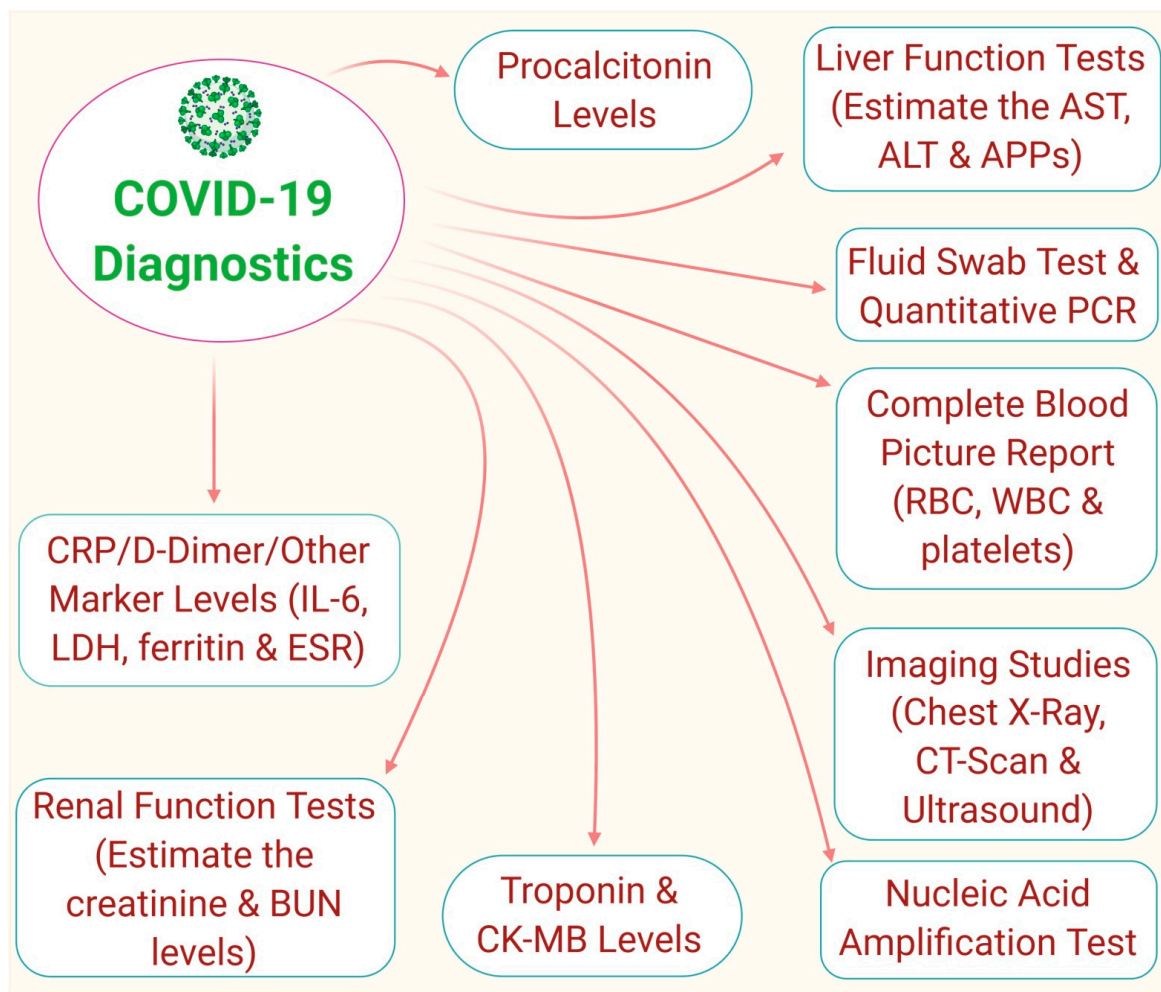 COVID-19
Diagnostics
Procalcitonin
Levels
Liver Function Tests
(Estimate the AST,
ALT & APPs)
Fluid Swab Test &
Quantitative PCR
Complete Blood
Picture Report
(RBC, WBC &
platelets)
CRP/D-Dimer/Other
Marker Levels (IL-6,
LDH, ferritin & ESR)
Imaging Studies
(Chest X-Ray,
CT-Scan &
Ultrasound)
Renal Function Tests
(Estimate the
creatinine & BUN
levels)
Troponin &
CK-MB Levels
Nucleic Acid
Amplification Test